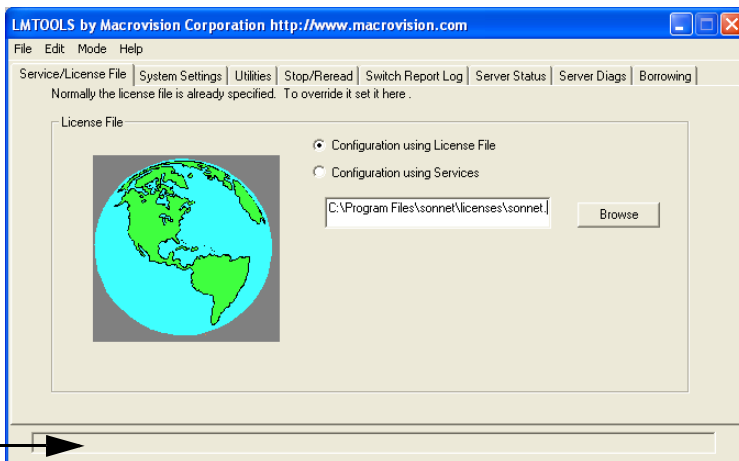 LMTOOLS by Macrovision Corporation http://www.macrovision.com
File Edit Mode Help
Service/License File System Settings Utilities Stop/Reread Switch Report Log Server Status Server Diags Borrowing
Normally the license file is already specified. To override it set it here .
License File
Configuration using License File
Configuration using Services
C:\Program Files\sonnet\licenses\sonnet.
Browse